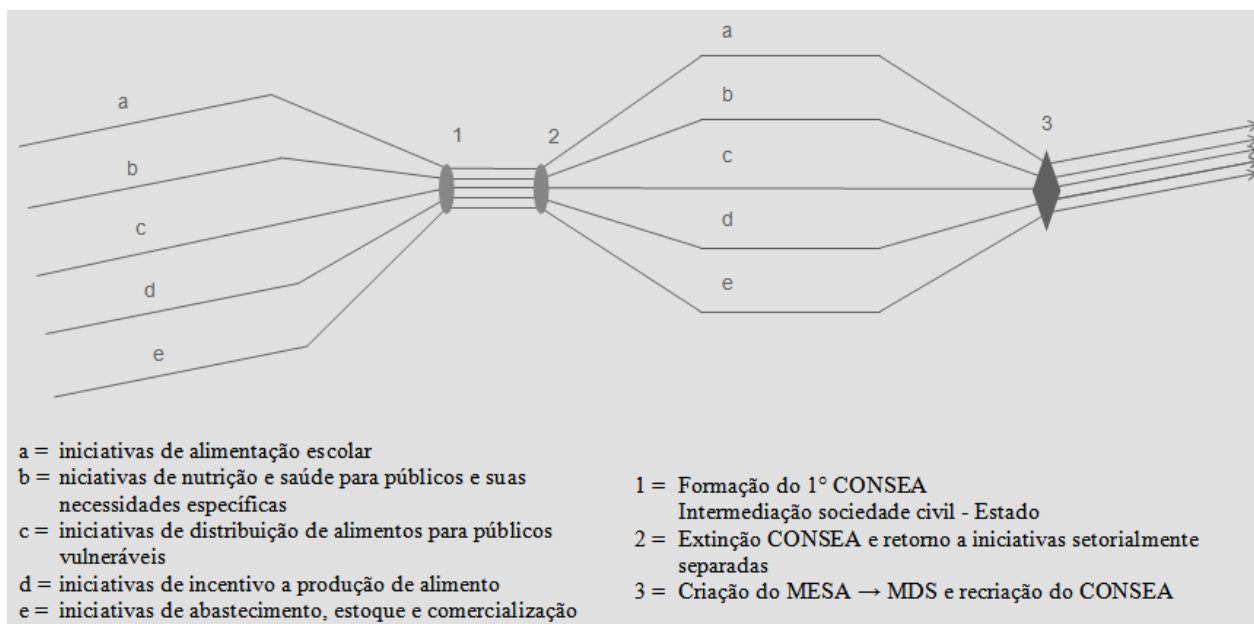 a
b
c
d
e
1
2
a
b
c
d
e
3
a = iniciativas de alimentação escolar
b = niciativas de nutrição e saúde para públicos e suas
necessidades específicas
c = iniciativas de distribuição de alimentos para públicos
vulneráveis
d = iniciativas de incentivo a produção de alimento
e = iniciativas de abastecimento, estoque e comercialização
1 = Formação do 1° CONSEA
Intermediação sociedade civil - Estado
2 = Extinção CONSEA e retorno a iniciativas setorialmente
separadas
3 = Criação do MESA → MDS e recriação do CONSEA